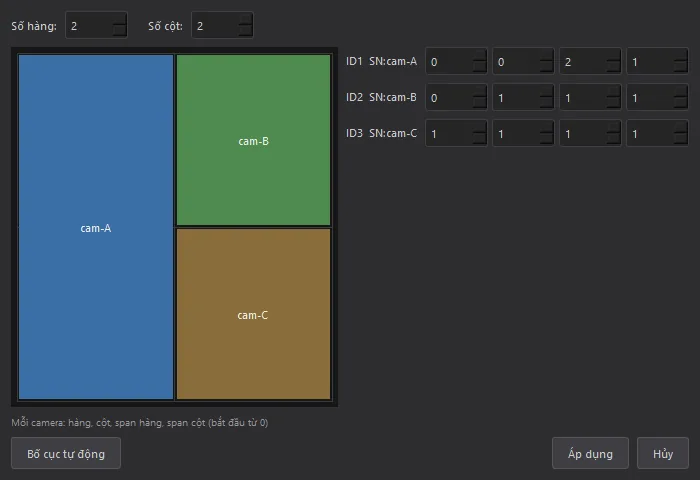 Số hàng: 2 Số cột: 2
ID1 SN:cam-A 0 0 2 1
ID2 SN:cam-B 0 1 1 1
ID3 SN:cam-C 1 1 1 1
cam-B
cam-A
cam-C
Mỗi camera: hàng, cột, span hàng, span cột (bắt đầu từ 0)
Bố cục tự động Áp dụng Hủy